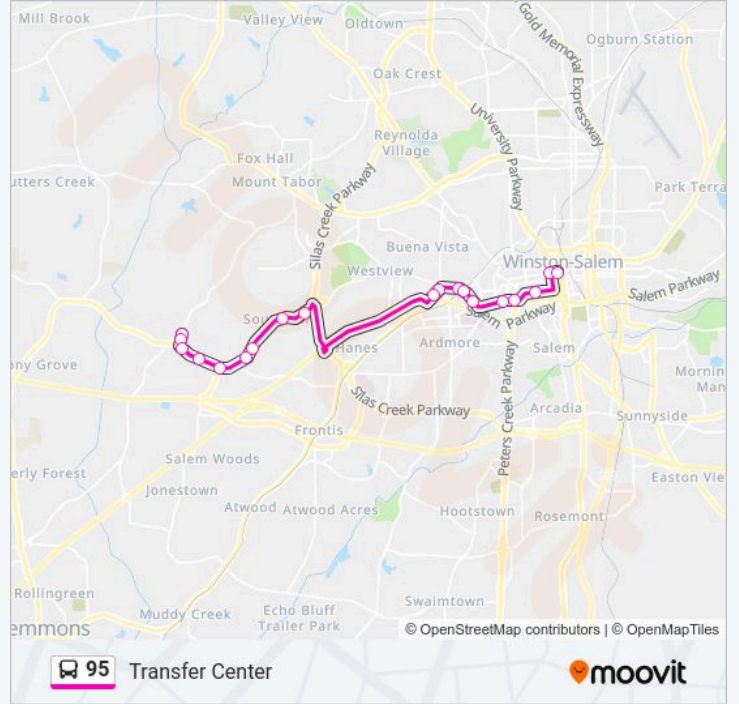 Mill Brook
Valley View
Oldtown
Gold Memorial Expressway
Ogburn Station
Oak Crest
University Parkway
Reynolda
Village
Fox Hall
Mount Tabor
utters Creek
Silas Creek Parkway
Park Terra
Buena Vista
Westview
Winston-Salem
Salem Parkway
Sou
Salem Parkway
Hanes
Ardmore
Salem
ony Grove
Peters Creek Parkway
Mornin
Man
Silas Creek Parkway
Arcadia
Sunnyside
Frontis
Salem Woods
erly Forest
Easton Vie
Jonestown
Atwood
Atwood Acres
Hootstown
Rosemont
Rollingreen
Swaimtown
Muddy Creek
Echo Bluff
Trailer Park
emmons
© OpenStreetMap contributors | © OpenMapTiles
95
Transfer Center
moovit